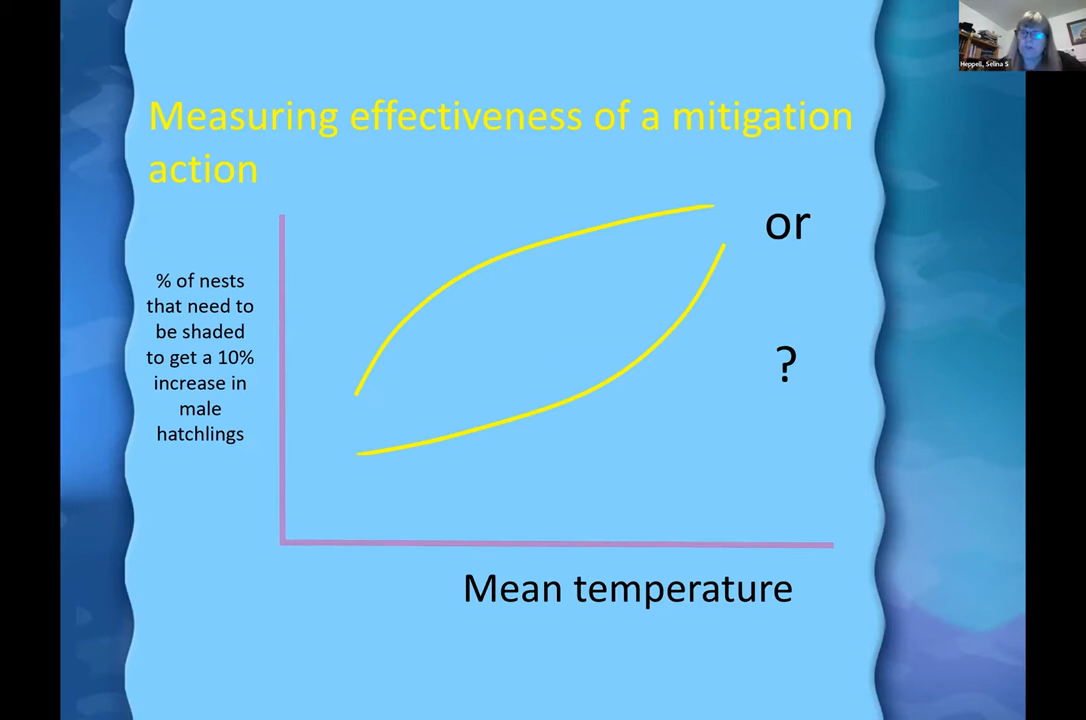 Heppell, Selina S
Measuring effectiveness of a mitigation
action
or
% of nests
that need to
be shaded
to get a 10%
increase in
male
hatchlings
?
Mean temperature